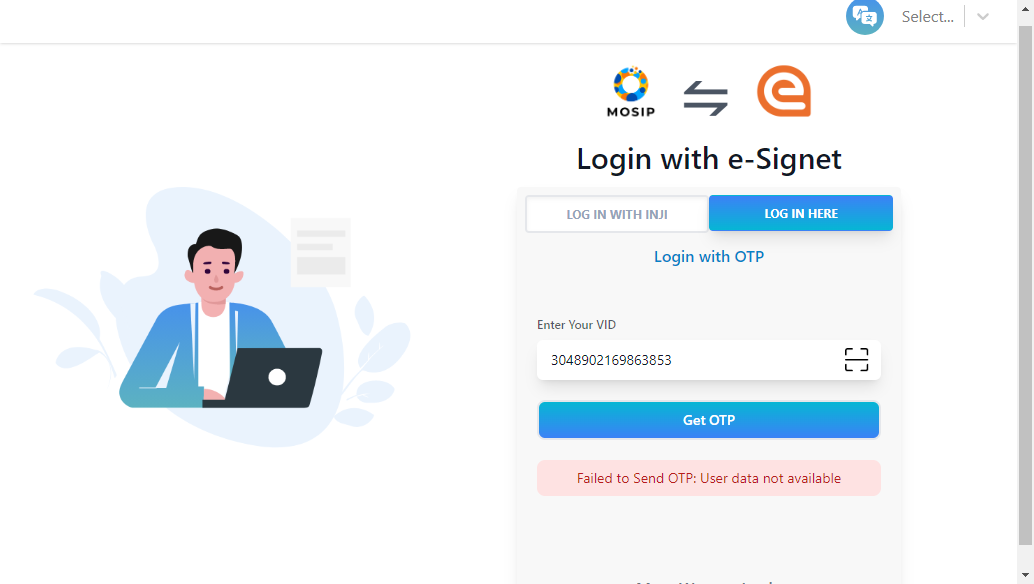 Select...
MOSIP
Login with e-Signet
LOG IN WITH INJI
LOG IN HERE
Login with OTP
Enter Your VID
3048902169863853
Get OTP
Failed to Send OTP: User data not available